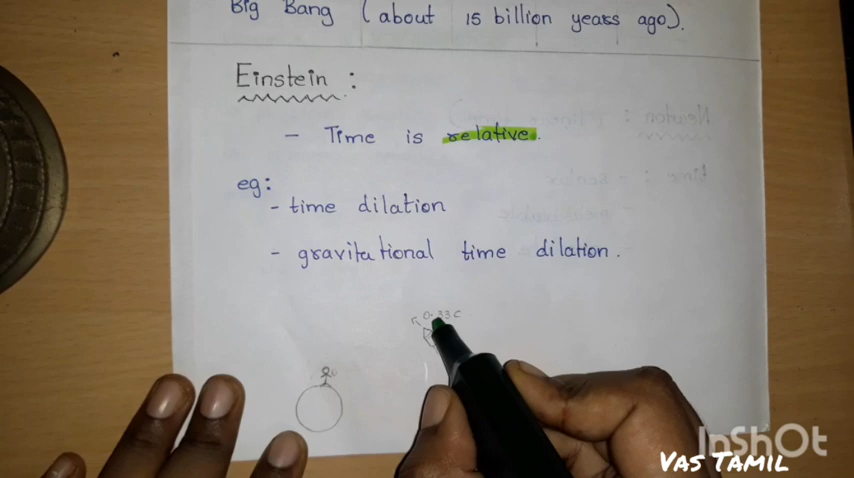 Big Bang (about 15 billion years ago).
Einstein :
- Time is relative.
eg:
- time dilation
- gravitational time dilation.
0.33C
InShOt
VAS TAMIL